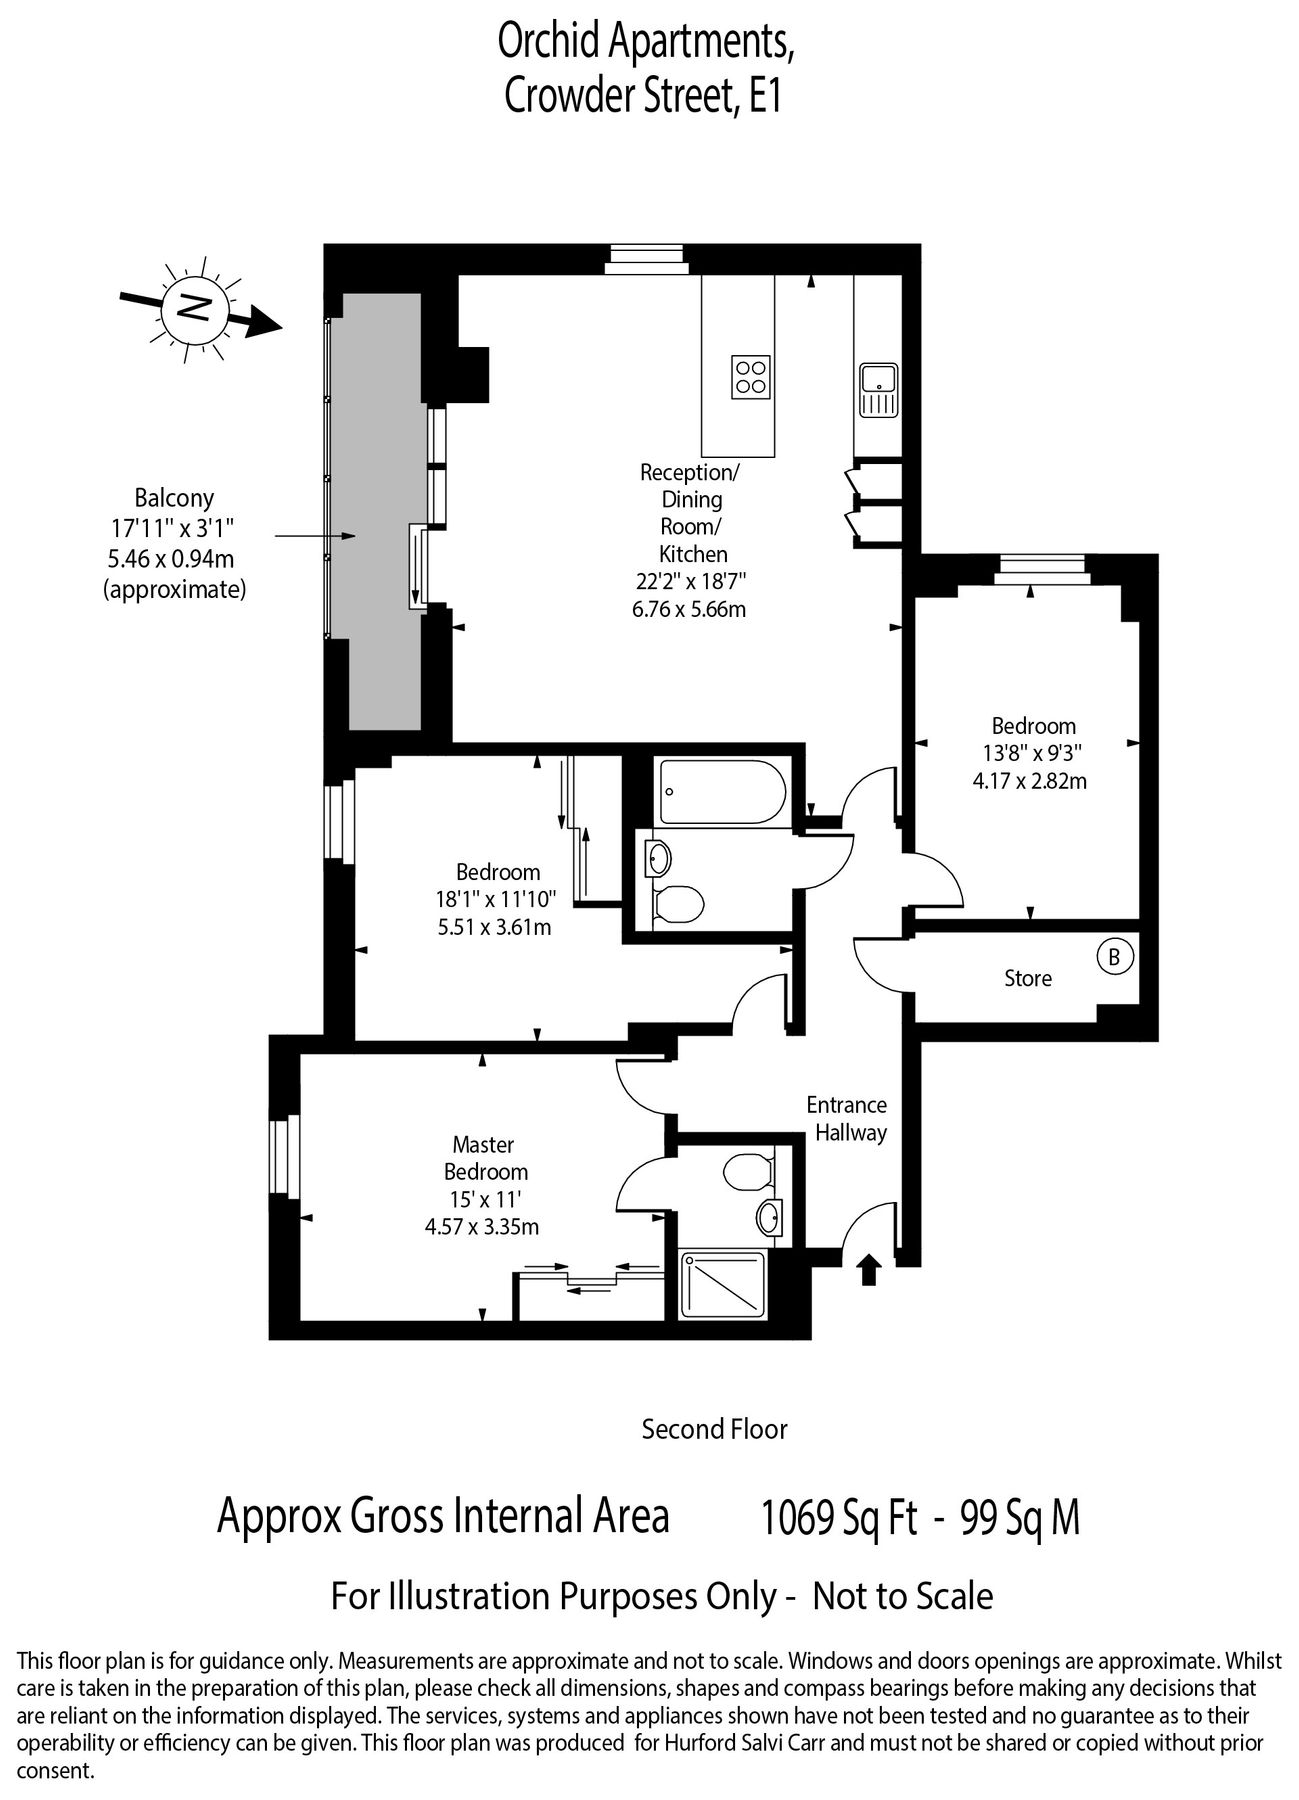 Orchid Apartments,
Crowder Street, E1
N
Balcony
17'11" x 3'1"
5.46 x 0.94m
(approximate)
Reception/
Dining
Room/
Kitchen
22'2" x 18'7"
6.76 x 5.66m
Bedroom
13'8" x 9'3"
4.17 x 2.82m
Bedroom
18'1" x 11'10"
5.51 x 3.61m
Store
B
Entrance
Hallway
Master
Bedroom
15' x 11'
4.57 x 3.35m
Second Floor
Approx Gross Internal Area 1069 Sq Ft - 99 Sq M
For Illustration Purposes Only - Not to Scale
This floor plan is for guidance only. Measurements are approximate and not to scale. Windows and doors openings are approximate. Whilst
care is taken in the preparation of this plan, please check all dimensions, shapes and compass bearings before making any decisions that
are reliant on the information displayed. The services, systems and appliances shown have not been tested and no guarantee as to their
operability or efficiency can be given. This floor plan was produced for Hurford Salvi Carr and must not be shared or copied without prior
consent.